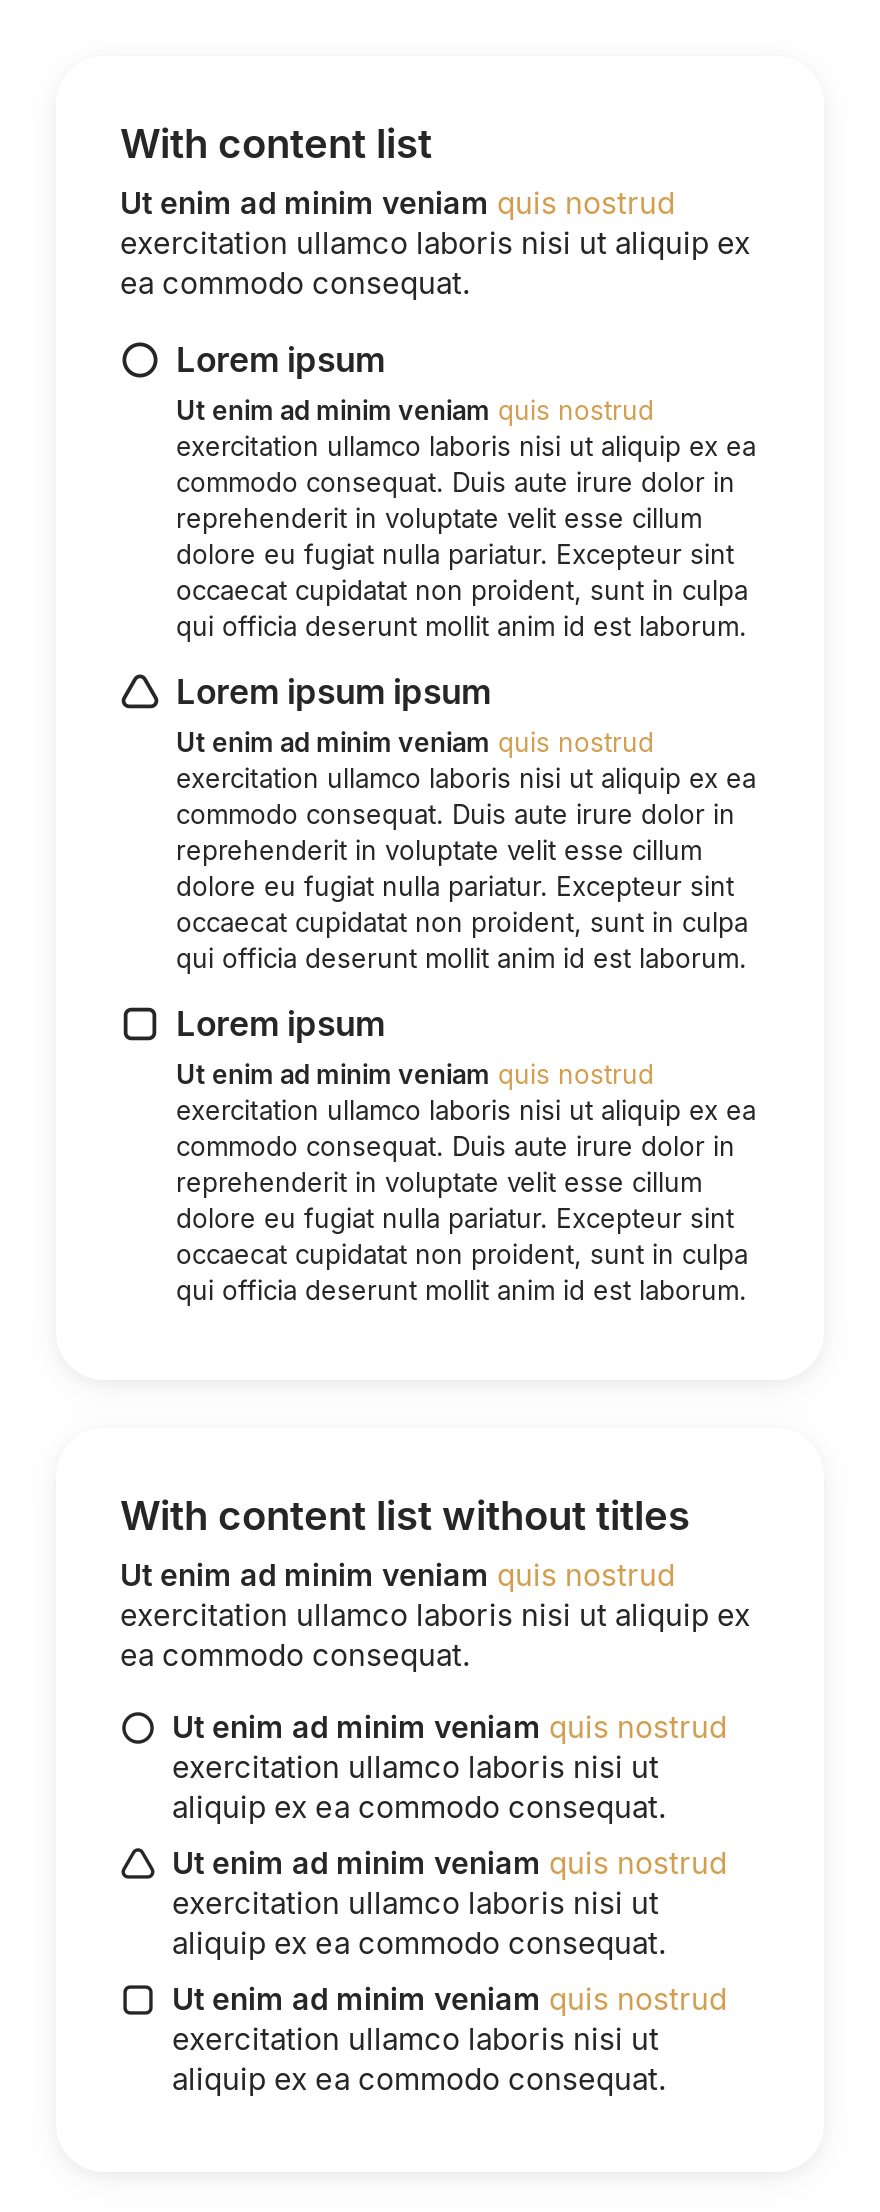 With content list
Ut enim ad minim veniam quis nostrud
exercitation ullamco laboris nisi ut aliquip ex
ea commodo consequat.
Lorem ipsum
Ut enim ad minim veniam quis nostrud
exercitation ullamco laboris nisi ut aliquip ex ea
commodo consequat. Duis aute irure dolor in
reprehenderit in voluptate velit esse cillum
dolore eu fugiat nulla pariatur. Excepteur sint
occaecat cupidatat non proident, sunt in culpa
qui officia deserunt mollit anim id est laborum.
Lorem ipsum ipsum
Ut enim ad minim veniam quis nostrud
exercitation ullamco laboris nisi ut aliquip ex ea
commodo consequat. Duis aute irure dolor in
reprehenderit in voluptate velit esse cillum
dolore eu fugiat nulla pariatur. Excepteur sint
occaecat cupidatat non proident, sunt in culpa
qui officia deserunt mollit anim id est laborum.
Lorem ipsum
Ut enim ad minim veniam quis nostrud
exercitation ullamco laboris nisi ut aliquip ex ea
commodo consequat. Duis aute irure dolor in
reprehenderit in voluptate velit esse cillum
dolore eu fugiat nulla pariatur. Excepteur sint
occaecat cupidatat non proident, sunt in culpa
qui officia deserunt mollit anim id est laborum.
With content list without titles
Ut enim ad minim veniam quis nostrud
exercitation ullamco laboris nisi ut aliquip ex
ea commodo consequat.
Ut enim ad minim veniam quis nostrud
exercitation ullamco laboris nisi ut
aliquip ex ea commodo consequat.
Ut enim ad minim veniam quis nostrud
exercitation ullamco laboris nisi ut
aliquip ex ea commodo consequat.
Ut enim ad minim veniam quis nostrud
exercitation ullamco laboris nisi ut
aliquip ex ea commodo consequat.